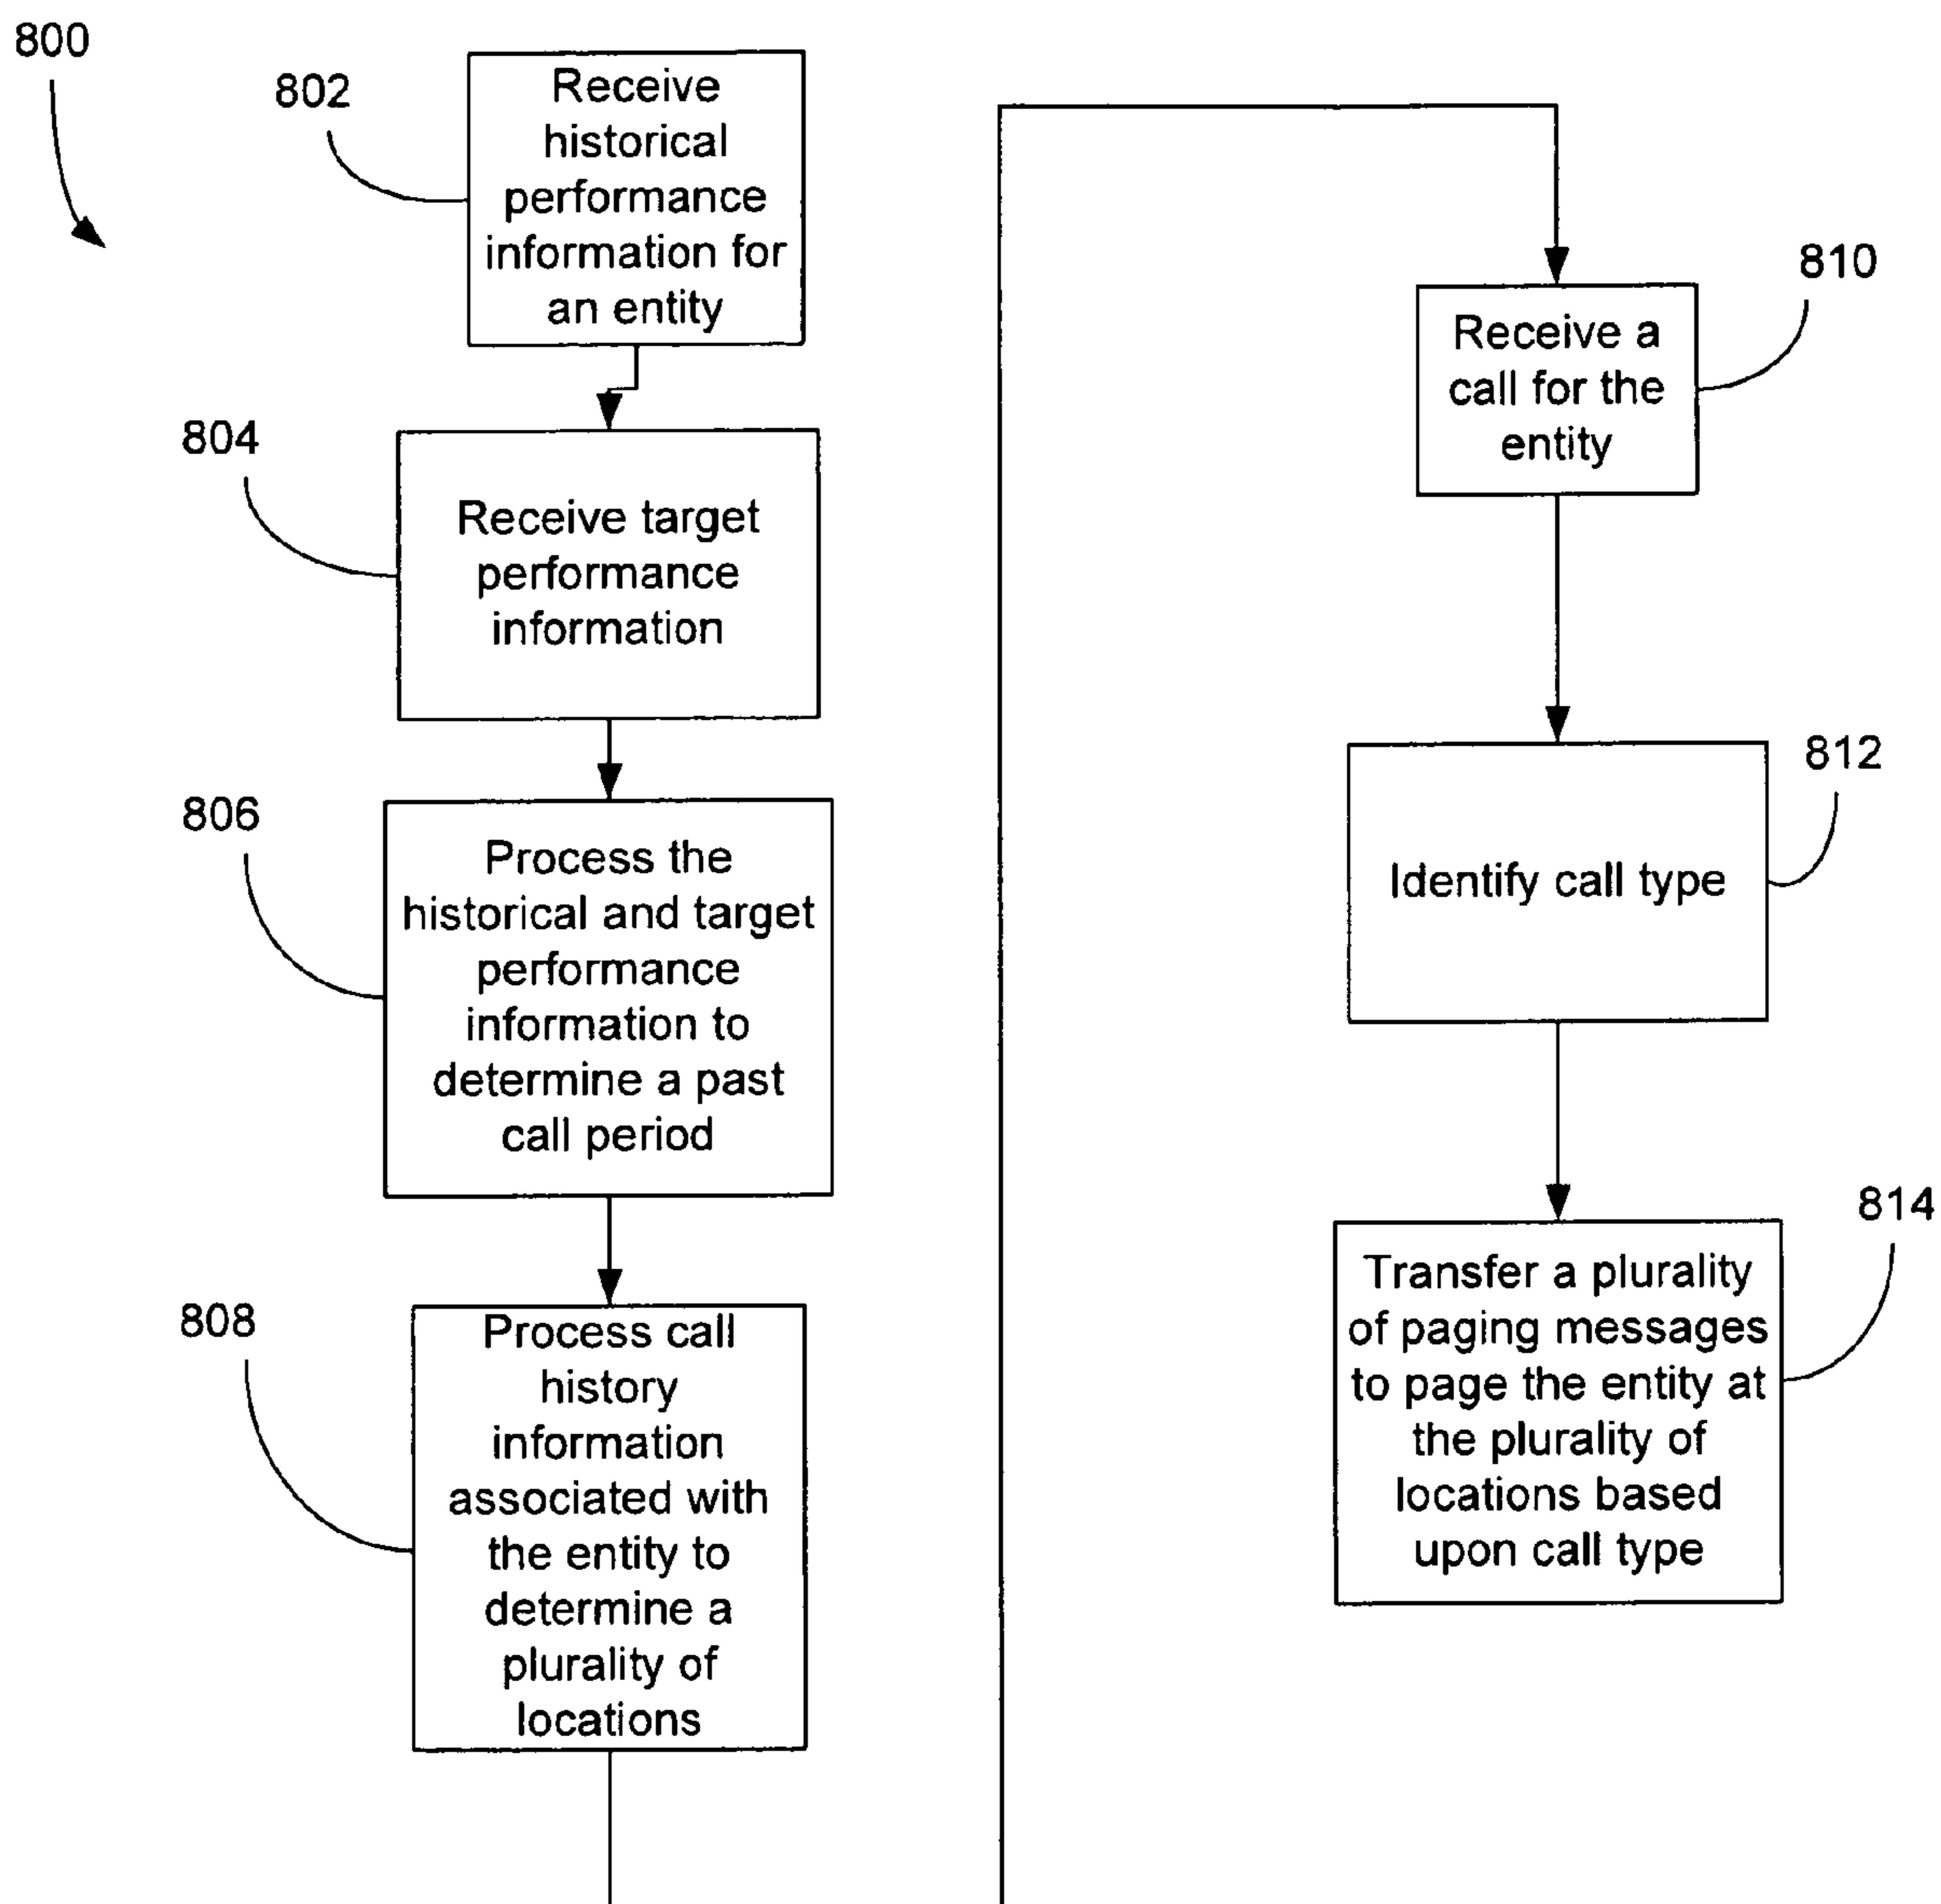 800
802
Receive
historical
performance
information for
an entity
804
Receive target
performance
information
806
Process the
historical and target
performance
information to
determine a past
call period
808
Process call
history
information
associated with
the entity to
determine a
plurality of
locations
810
Receive a
call for the
entity
812
Identify call type
814
Transfer a plurality
of paging messages
to page the entity at
the plurality of
locations based
upon call type